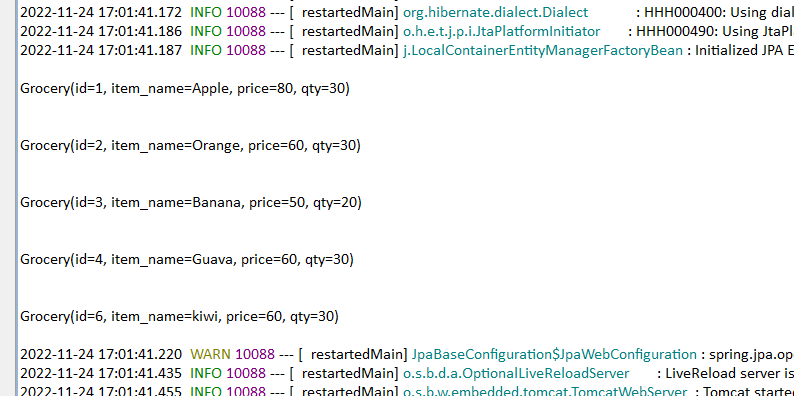 2022-11-24 17:01:41.172 INFO 10088 --- [ restartedMain] org.hibernate.dialect.Dialect : HHH000400: Using dial
2022-11-24 17:01:41.186 INFO 10088 --- [ restartedMain] o.h.e.t.j.p.i.JtaPlatformInitiator : HHH000490: Using JtaPl
2022-11-24 17:01:41.187 INFO 10088 --- [ restartedMain] j.LocalContainerEntityManagerFactoryBean : Initialized JPA E
Grocery(id=1, item_name=Apple, price=80, qty=30)
Grocery(id=2, item_name=Orange, price=60, qty=30)
Grocery(id=3, item_name=Banana, price=50, qty=20)
Grocery(id=4, item_name=Guava, price=60, qty=30)
Grocery(id=6, item_name=kiwi, price=60, qty=30)
2022-11-24 17:01:41.220 WARN 10088 --- [ restartedMain] JpaBaseConfiguration$JpaWebConfiguration : spring.jpa.op
2022-11-24 17:01:41.435 INFO 10088 --- [ restartedMain] o.s.b.d.a.OptionalLiveReloadServer : LiveReload server is
2022-11-24 17:01:41.455 INFO 10088 --- [ restartedMain] o.s.b.w.embedded.tomcat.TomcatWebServer : Tomcat started